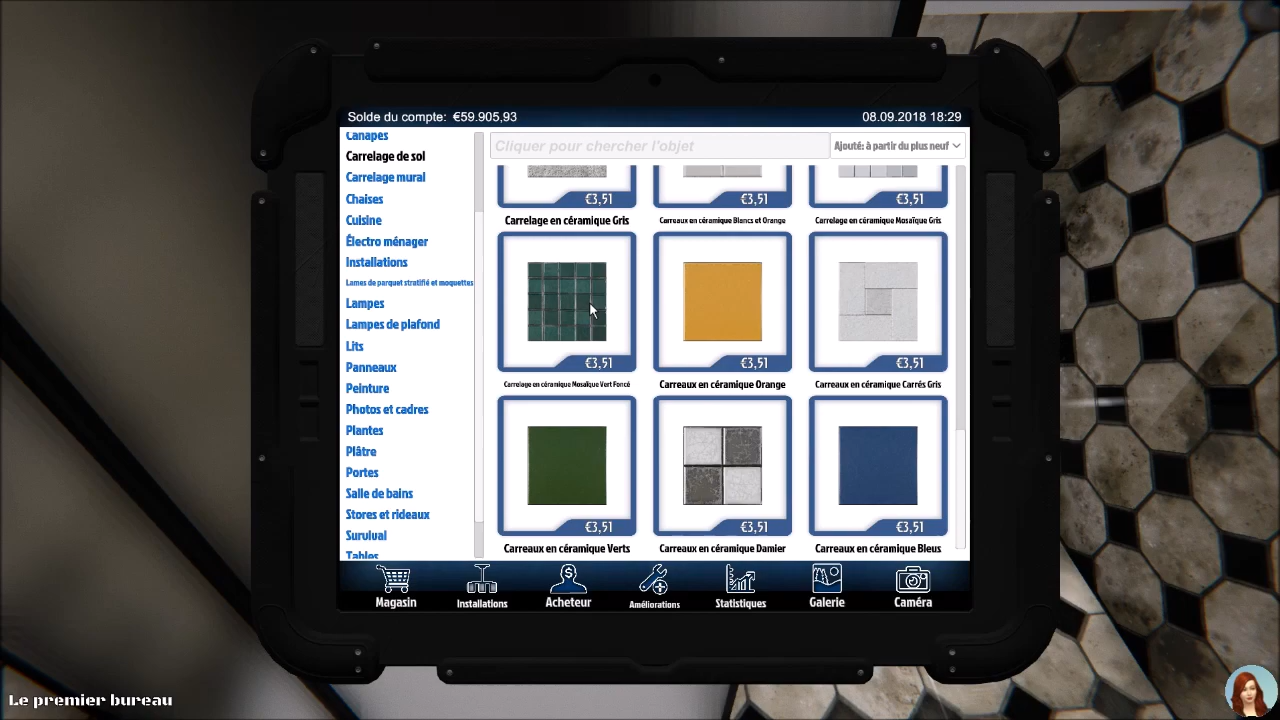 Solde du compte: €59.905,93
08.09.2018 18:29
Canapés
Carrelage de sol
Carrelage mural
Chaises
Cuisine
Électro ménager
Installations
Lames de parquet stratifié et moquettes
Lampes
Lampes de plafond
Lits
Panneaux
Peinture
Photos et cadres
Plantes
Plâtre
Portes
Salle de bains
Stores et rideaux
Survival
Tables
Cliquer pour chercher l'objet
Ajouté: à partir du plus neuf
€3,51
€3,51
€3,51
Carrelage en céramique Gris
Carreaux en céramique Blancs et Orange
Carrelage en céramique Mosaïque Gris
€3,51
€3,51
€3,51
Carrelage en céramique Mosaïque Vert Foncé
Carreaux en céramique Orange
Carreaux en céramique Carrés Gris
€3,51
€3,51
€3,51
Carreaux en céramique Verts
Carreaux en céramique Damier
Carreaux en céramique Bleus
Magasin
Installations
Acheteur
Améliorations
Statistiques
Galerie
Caméra
Le premier bureau